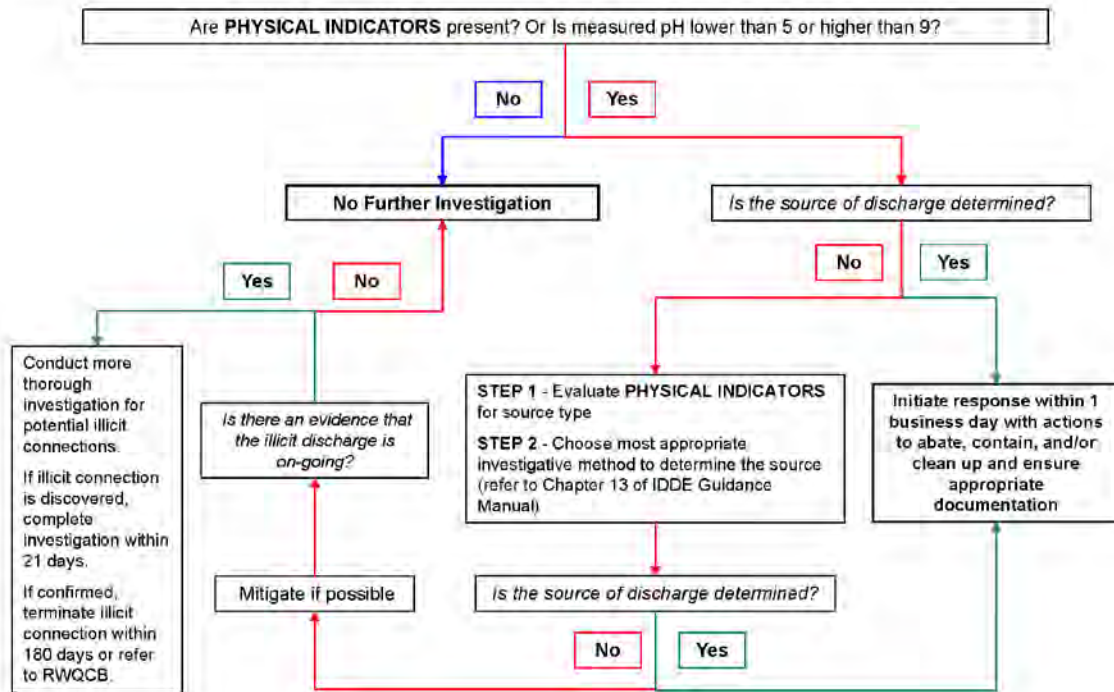 Are PHYSICAL INDICATORS present? Or Is measured pH lower than 5 or higher than 9?
No
Yes
No Further Investigation
Is the source of discharge determined?
Yes
No
No
Yes
Conduct more
thorough
investigation for
potential illicit
connections.
If illicit connection
is discovered,
complete
investigation within
21 days.
If confirmed,
terminate illicit
connection within
180 days or refer
to RWQCB.
Is there an evidence that
the illicit discharge is
on-going?
STEP 1 - Evaluate PHYSICAL INDICATORS
for source type
STEP 2 - Choose most appropriate
investigative method to determine the source
(refer to Chapter 13 of IDDE Guidance
Manual)
Initiate response within 1
business day with actions
to abate, contain, and/or
clean up and ensure
appropriate
documentation
Mitigate if possible
Is the source of discharge determined?
No
Yes